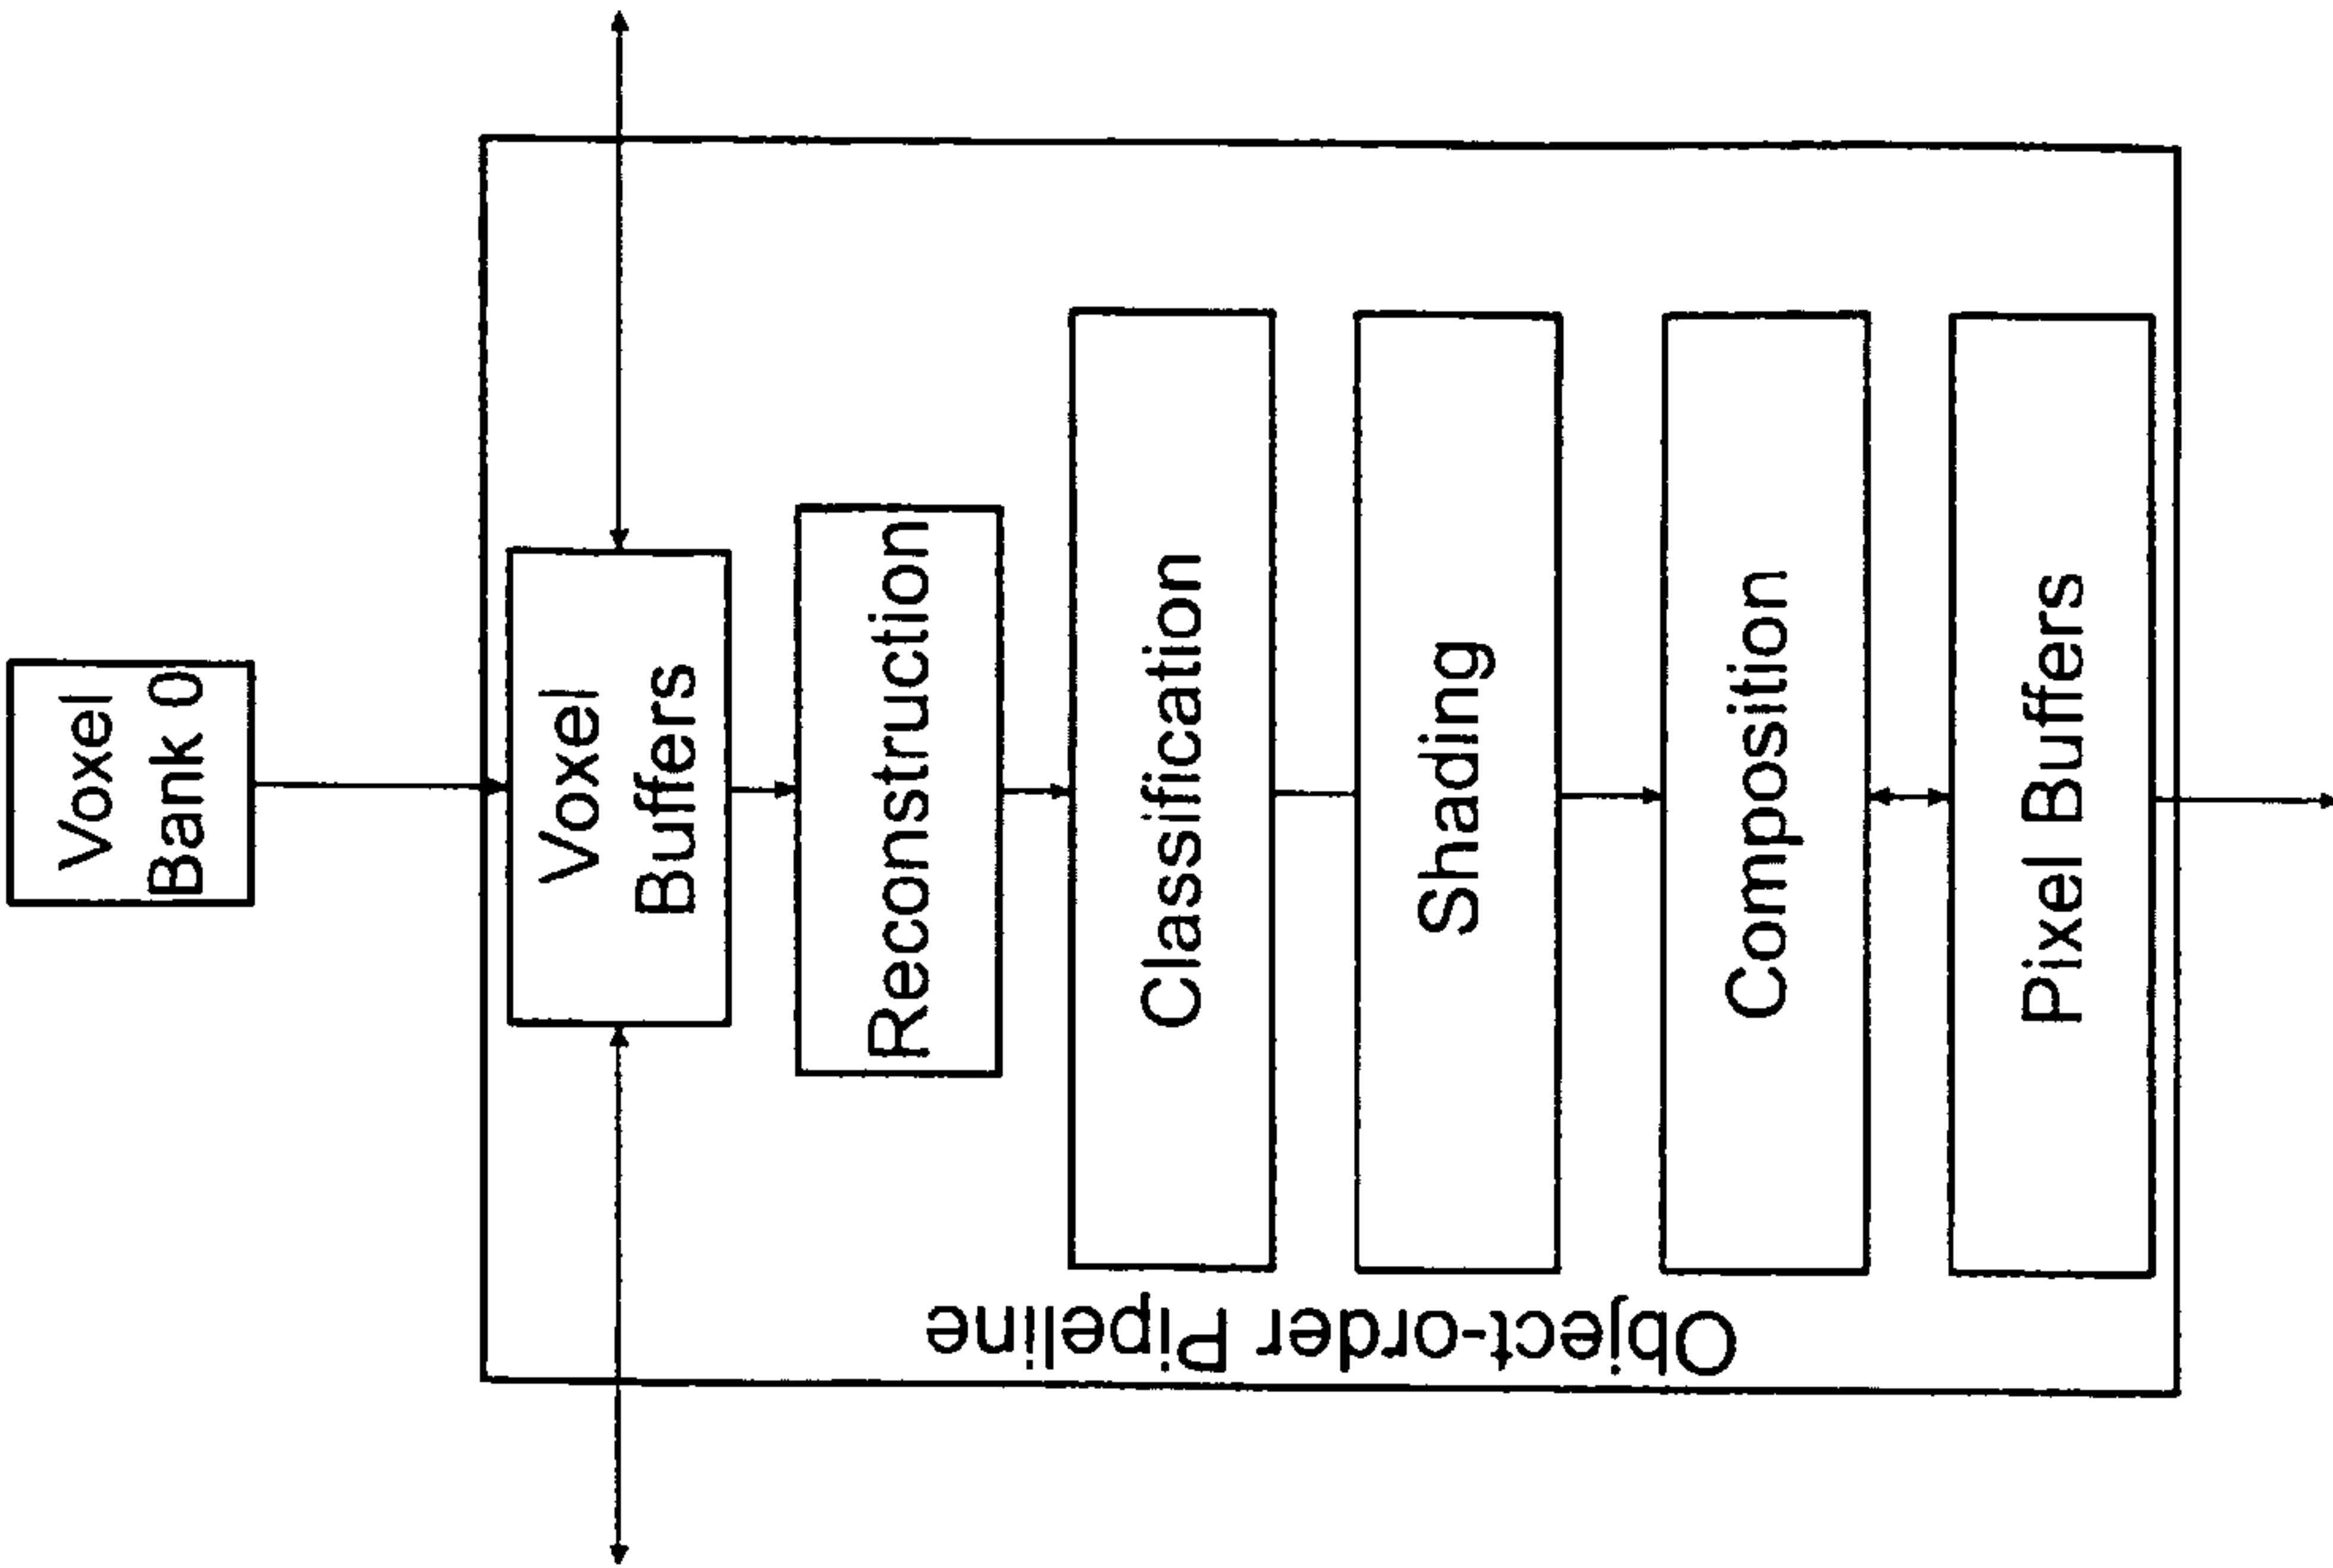 Voxel
Bank 0
Voxel
Buffers
Reconstruction
Classification
Shading
Composition
Pixel Buffers
Object-order Pipeline